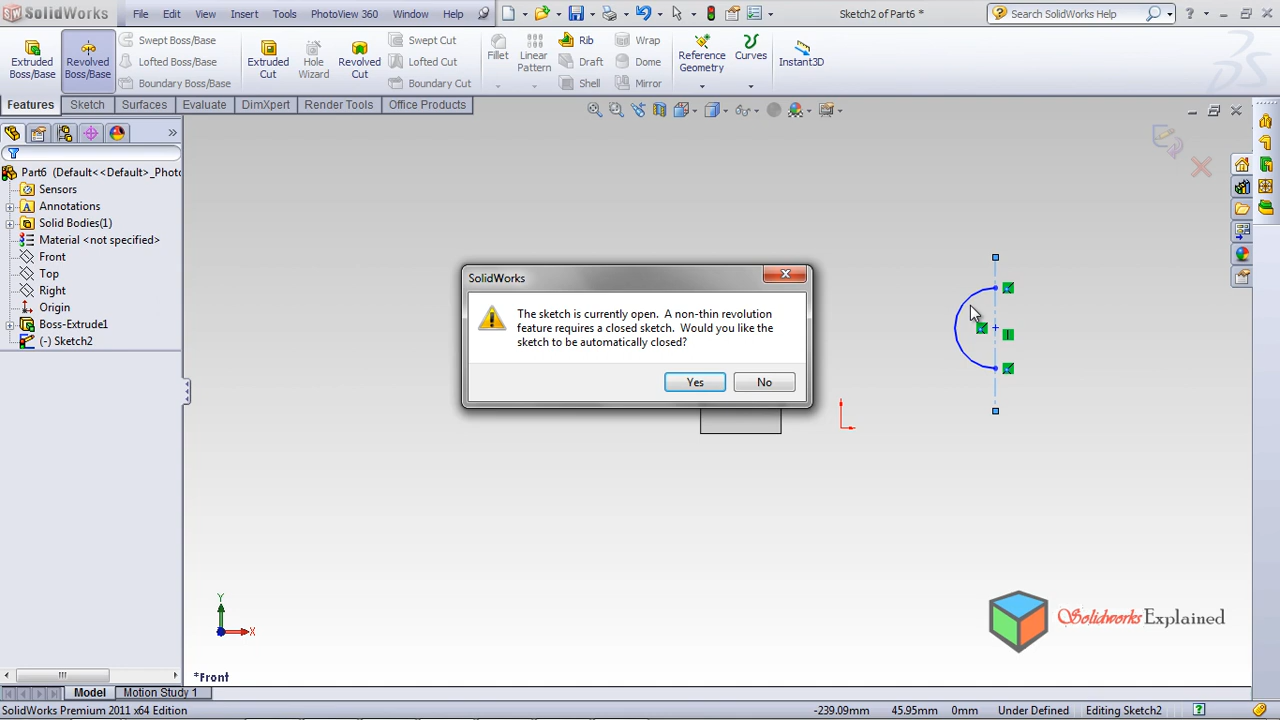 SolidWorks File Edit View Insert Tools PhotoView 360 Window Help Sketch2 of Part6 * Search SolidWorks Help
Extruded Boss/Base
Revolved Boss/Base
Swept Boss/Base
Lofted Boss/Base
Boundary Boss/Base
Extruded Cut
Hole Wizard
Revolved Cut
Swept Cut
Lofted Cut
Boundary Cut
Fillet
Linear Pattern
Rib
Draft
Shell
Wrap
Dome
Mirror
Reference Geometry
Curves
Instant3D
Features Sketch Surfaces Evaluate DimXpert Render Tools Office Products
Part6 (Default<<Default>_Photo
Sensors
Annotations
Solid Bodies(1)
Material <not specified>
Front
Top
Right
Origin
Boss-Extrude1
(-) Sketch2
SolidWorks
The sketch is currently open. A non-thin revolution
feature requires a closed sketch. Would you like the
sketch to be automatically closed?
Yes No
Y
X
*Front
Solidworks Explained
Model Motion Study 1
SolidWorks Premium 2011 x64 Edition -239.09mm 45.95mm 0mm Under Defined Editing Sketch2